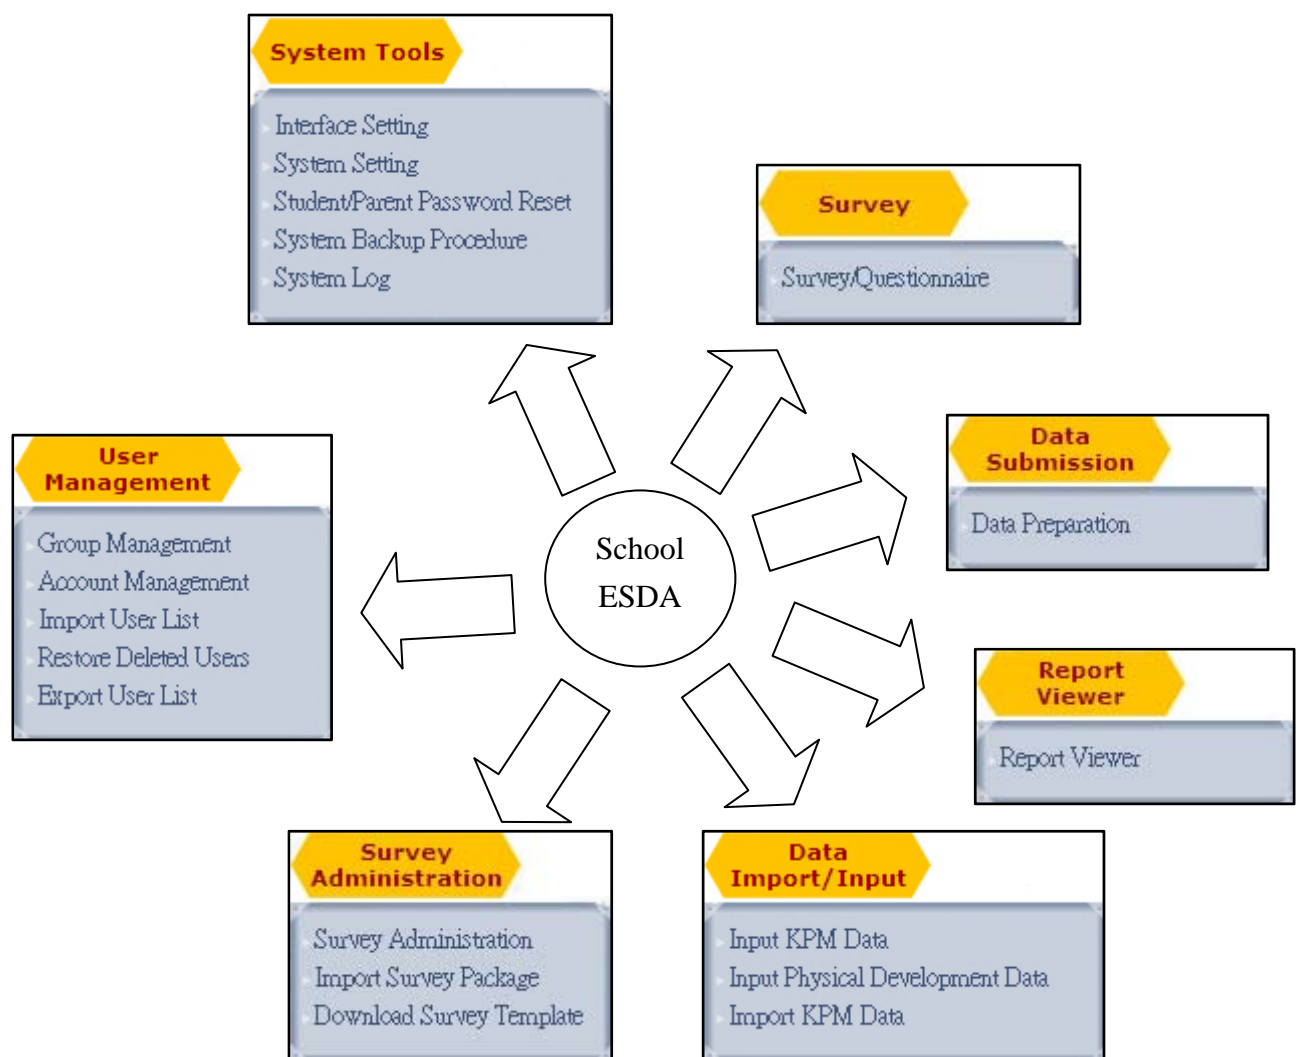 System Tools
Interface Setting
System Setting
Student/Parent Password Reset
System Backup Procedure
System Log
Survey
Survey/Questionnaire
User
Management
Group Management
Account Management
Import User List
Restore Deleted Users
Export User List
School
ESDA
Data
Submission
Data Preparation
Report
Viewer
Report Viewer
Survey
Administration
Survey Administration
Import Survey Package
Download Survey Template
Data
Import/Input
Input KPM Data
Input Physical Development Data
Import KPM Data